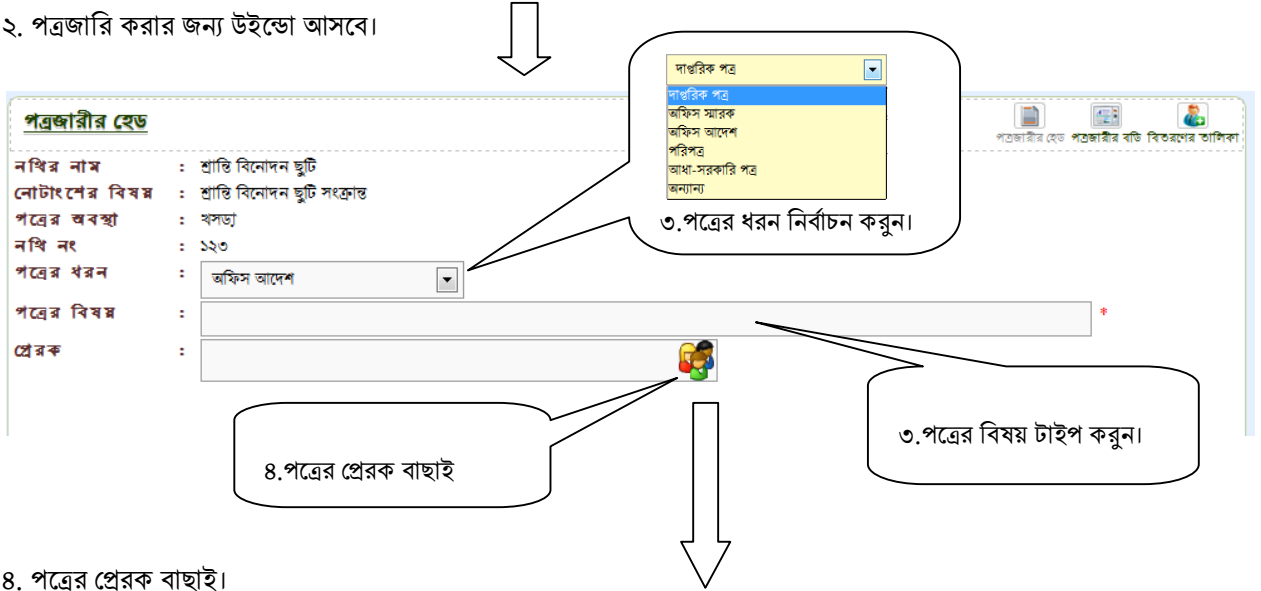 ২. পত্রজারি করার জন্য উইন্ডো আসবে।
দাপ্তরিক পত্র
দাপ্তরিক পত্র
অফিস স্মারক
অফিস আদেশ
পরিপত্র
আধা-সরকারি পত্র
অন্যান্য
৩.পত্রের ধরন নির্বাচন করুন।
পত্রজারীর হেড
পত্রজারীর হেড পত্রজারীর বডি বিতরণের তালিকা
নথির নাম : শ্রান্তি বিনোদন ছুটি
নোটাংশের বিষয় : শ্রান্তি বিনোদন ছুটি সংক্রান্ত
পত্রের অবস্থা : খসড়া
নথি নং : ১২৩
পত্রের ধরন : অফিস আদেশ
পত্রের বিষয় : *
প্রেরক :
৩.পত্রের বিষয় টাইপ করুন।
৪.পত্রের প্রেরক বাছাই
৪. পত্রের প্রেরক বাছাই।